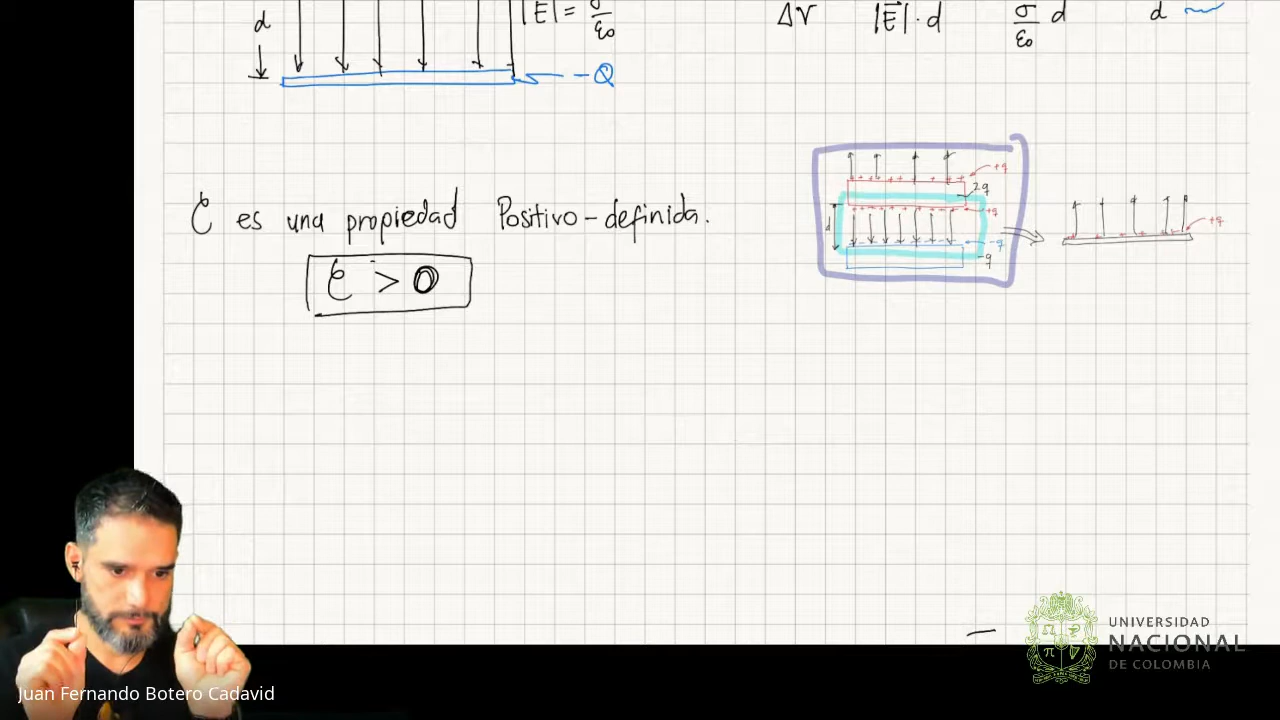 d
|E| = σ/ε₀
ΔV |E⃗| · d σ/ε₀ d d
-Q
C es una propiedad Positivo-definida.
C > 0
+q
2q
+q
d
-q
-q
+q
UNIVERSIDAD
NACIONAL
DE COLOMBIA
Juan Fernando Botero Cadavid